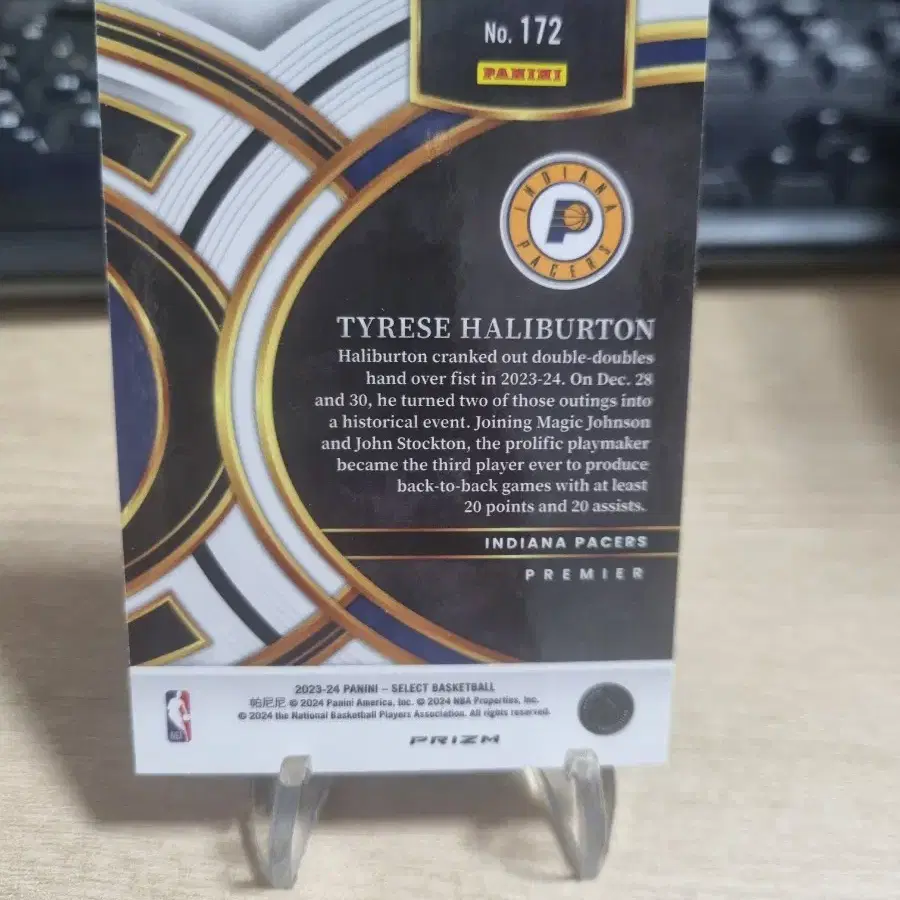 No. 172
PANINI
INDIANA
PACERS
TYRESE HALIBURTON
Haliburton cranked out double-doubles
hand over fist in 2023-24. On Dec. 28
and 30, he turned two of those outings into
a historical event. Joining Magic Johnson
and John Stockton, the prolific playmaker
became the third player ever to produce
back-to-back games with at least
20 points and 20 assists.
INDIANA PACERS
PREMIER
2023-24 PANINI – SELECT BASKETBALL
帕尼尼 © 2024 Panini America, Inc. © 2024 NBA Properties, Inc.
© 2024 the National Basketball Players Association. All rights reserved.
NBA
PRIZM